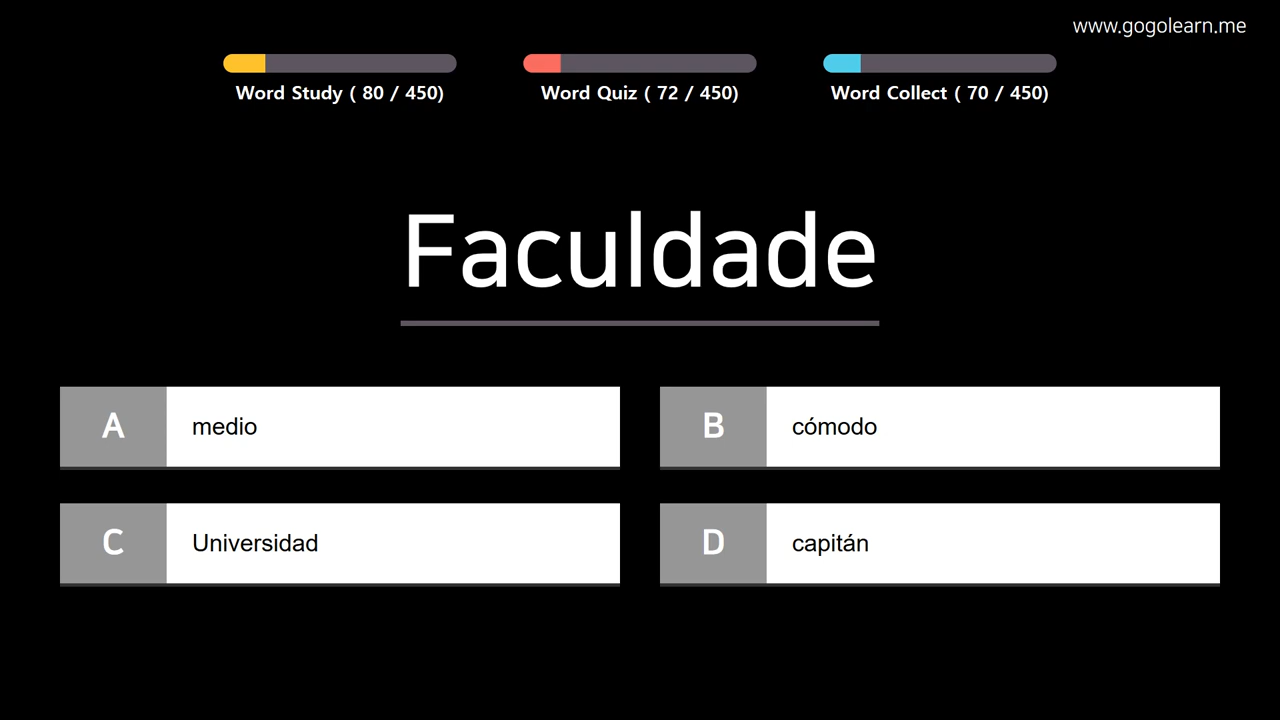 www.gogolearn.me
Word Study ( 80 / 450)
Word Quiz ( 72 / 450)
Word Collect ( 70 / 450)
Faculdade
A medio
B cómodo
C Universidad
D capitán